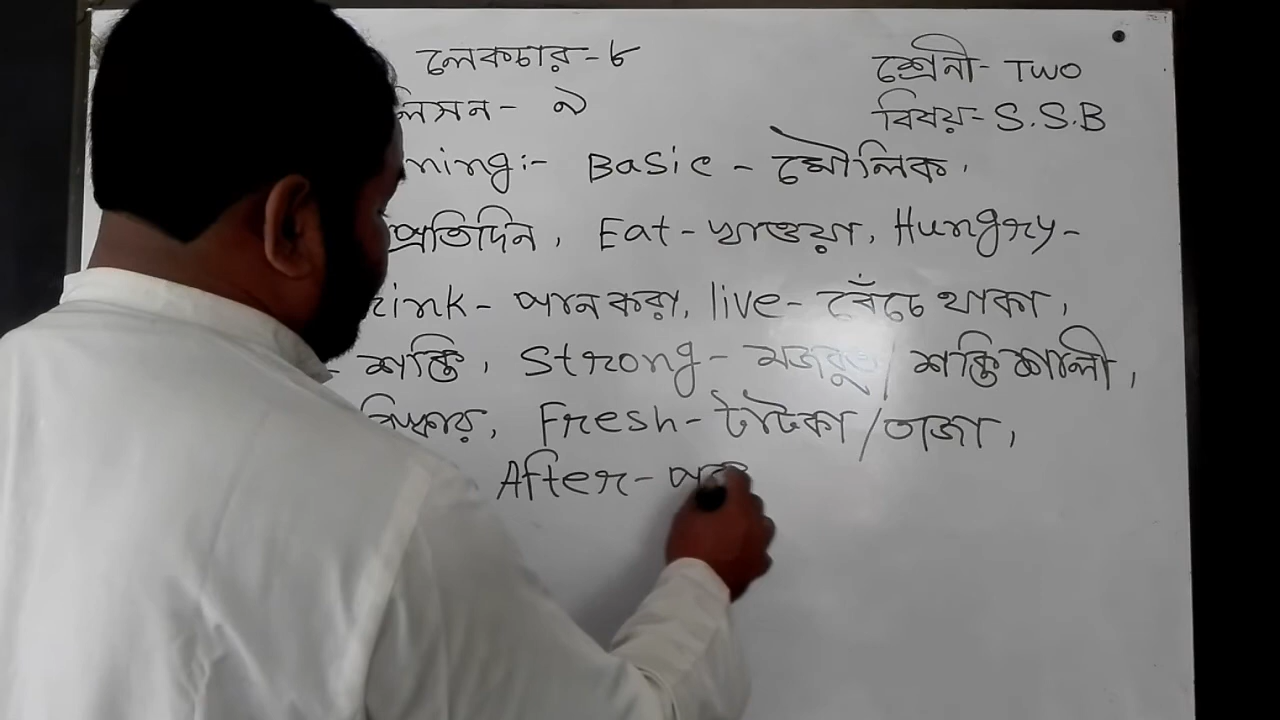 লেকচার-৮
শ্রেনী- TWO
লিসন- ৯
বিষয়- S.S.B
ning:- Basic - মৌলিক,
প্রতিদিন, Eat - খাওয়া, Hungry-
rink- পান করা, live- বেঁচে থাকা,
- শক্তি, Strong- মজবুত/শক্তিশালী,
Fresh-টাটকা/তাজা,
After- পর